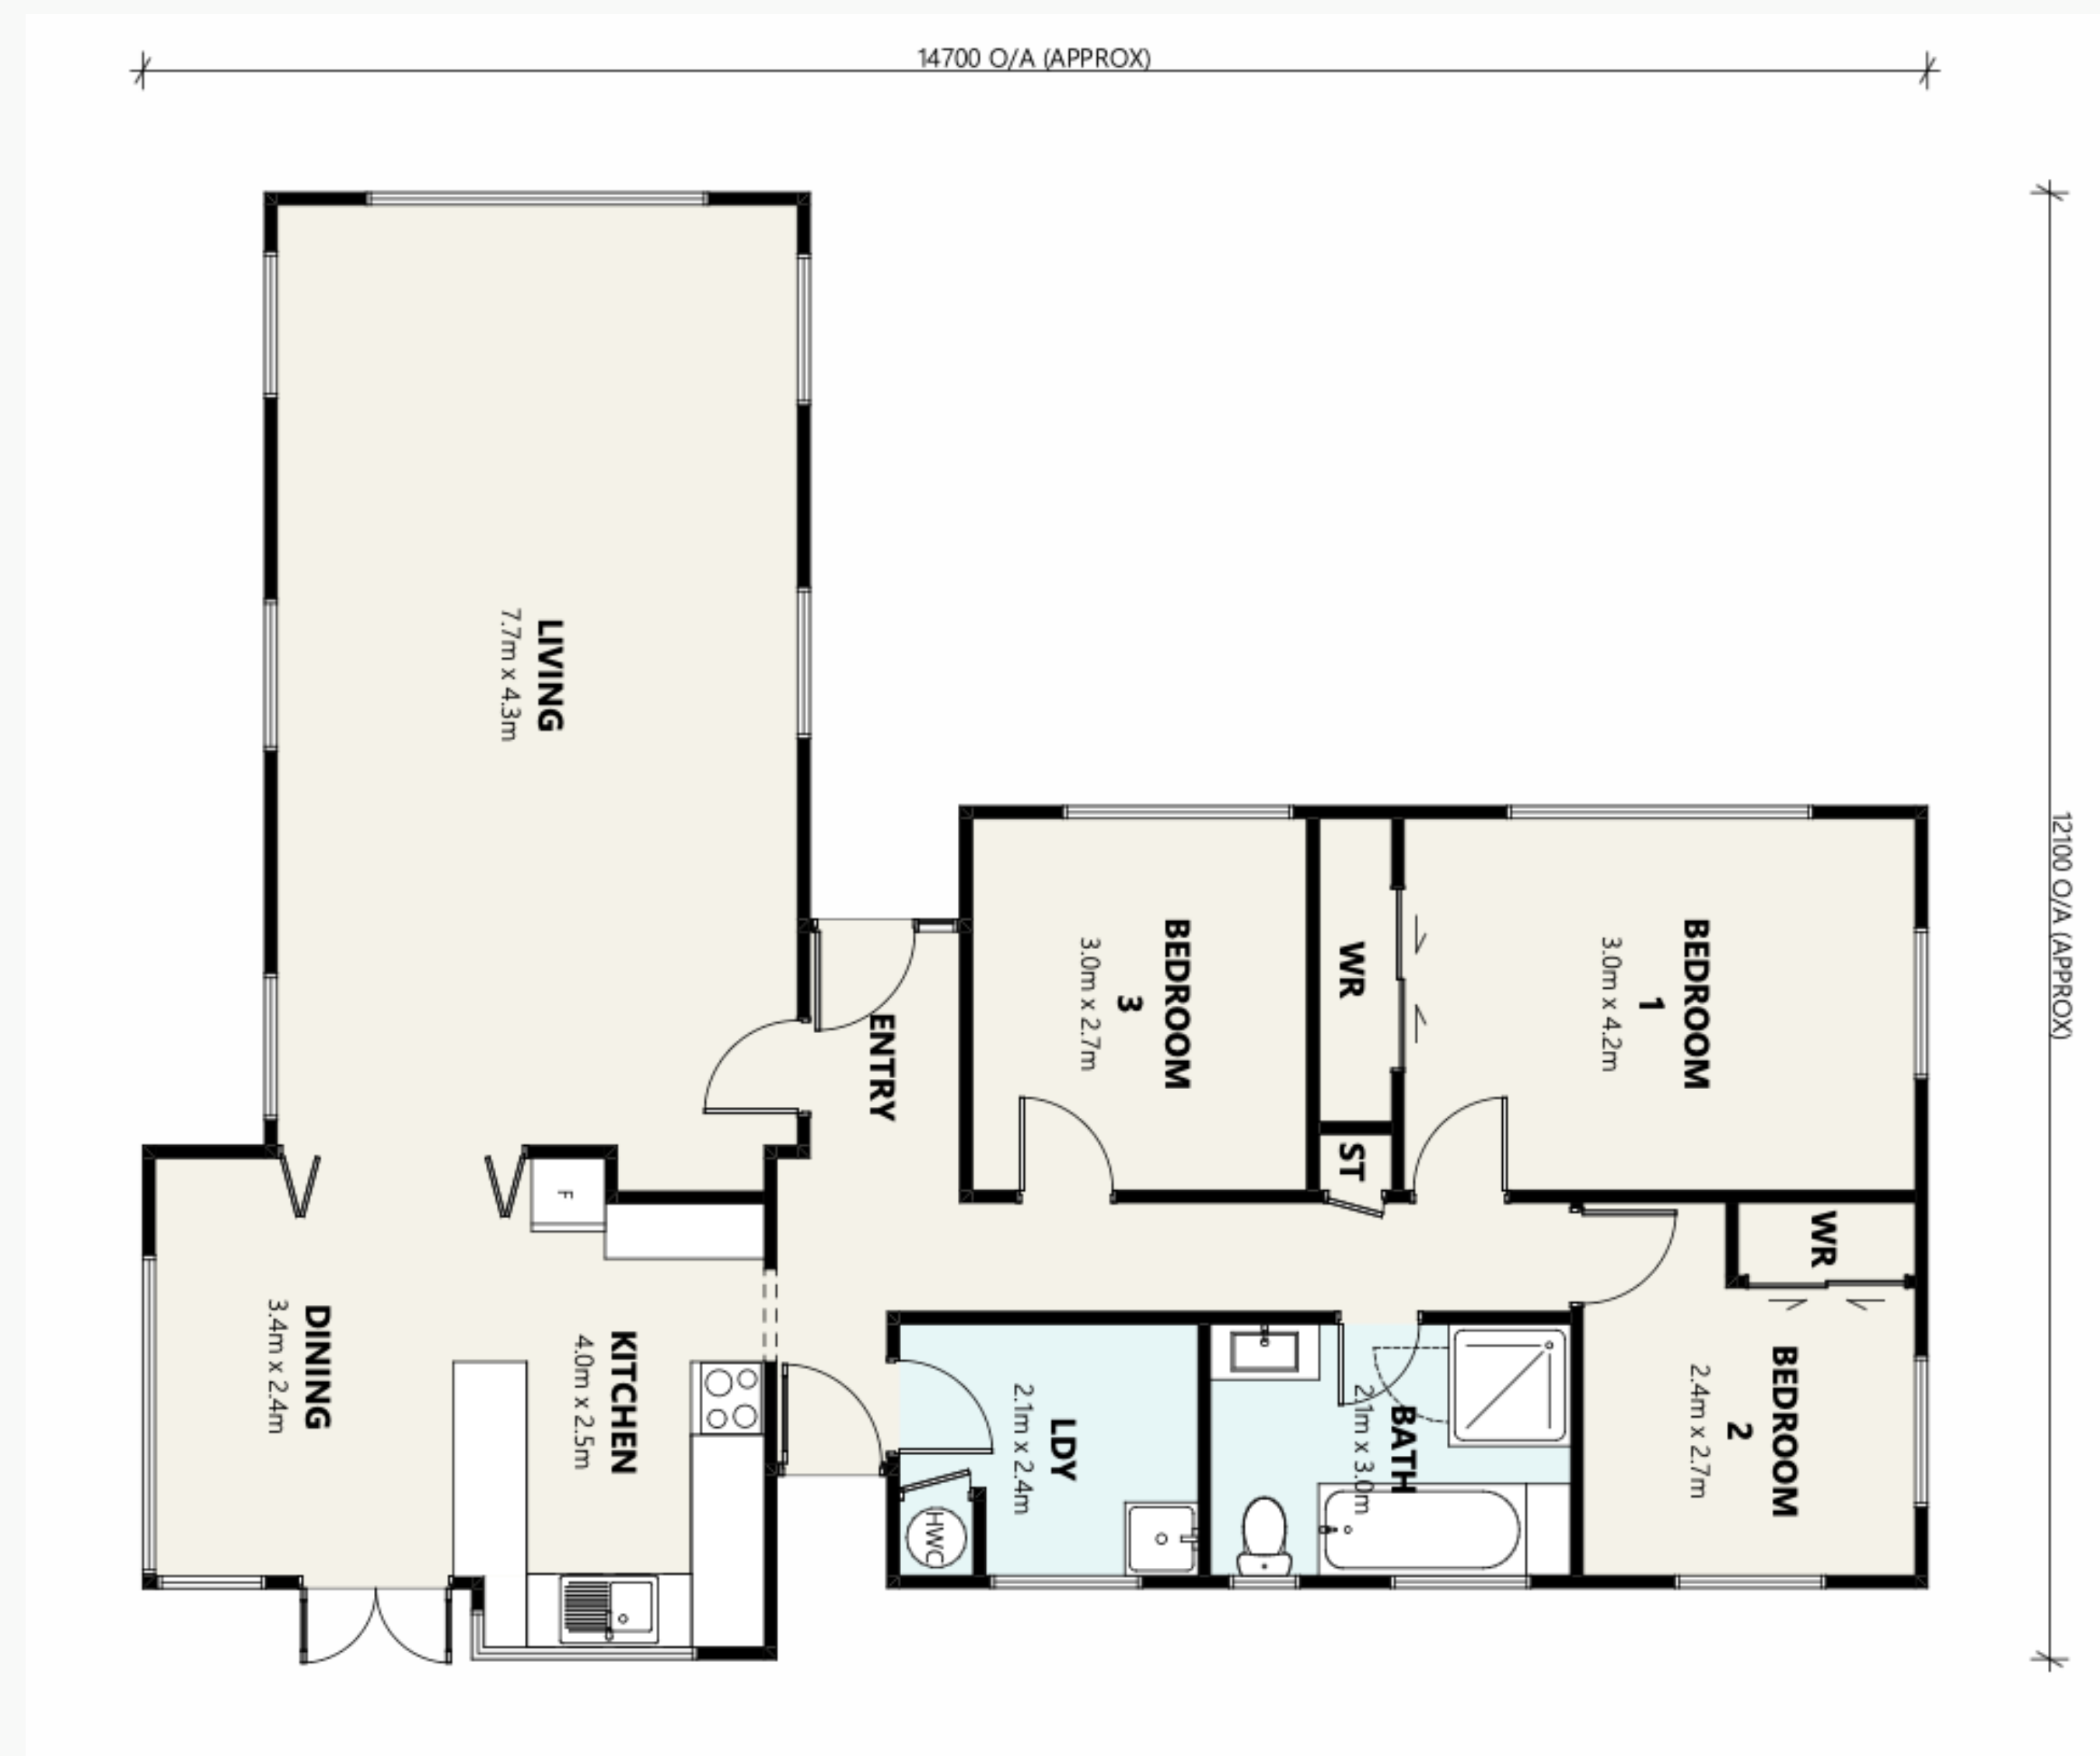 14700 O/A (APPROX)
12100 O/A (APPROX)
LIVING
7.7m x 4.3m
ENTRY
BEDROOM
3
3.0m x 2.7m
WR
ST
BEDROOM
1
3.0m x 4.2m
WR
BEDROOM
2
2.4m x 2.7m
F
DINING
3.4m x 2.4m
KITCHEN
4.0m x 2.5m
LDY
2.1m x 2.4m
HWC
BATH
2.1m x 3.0m